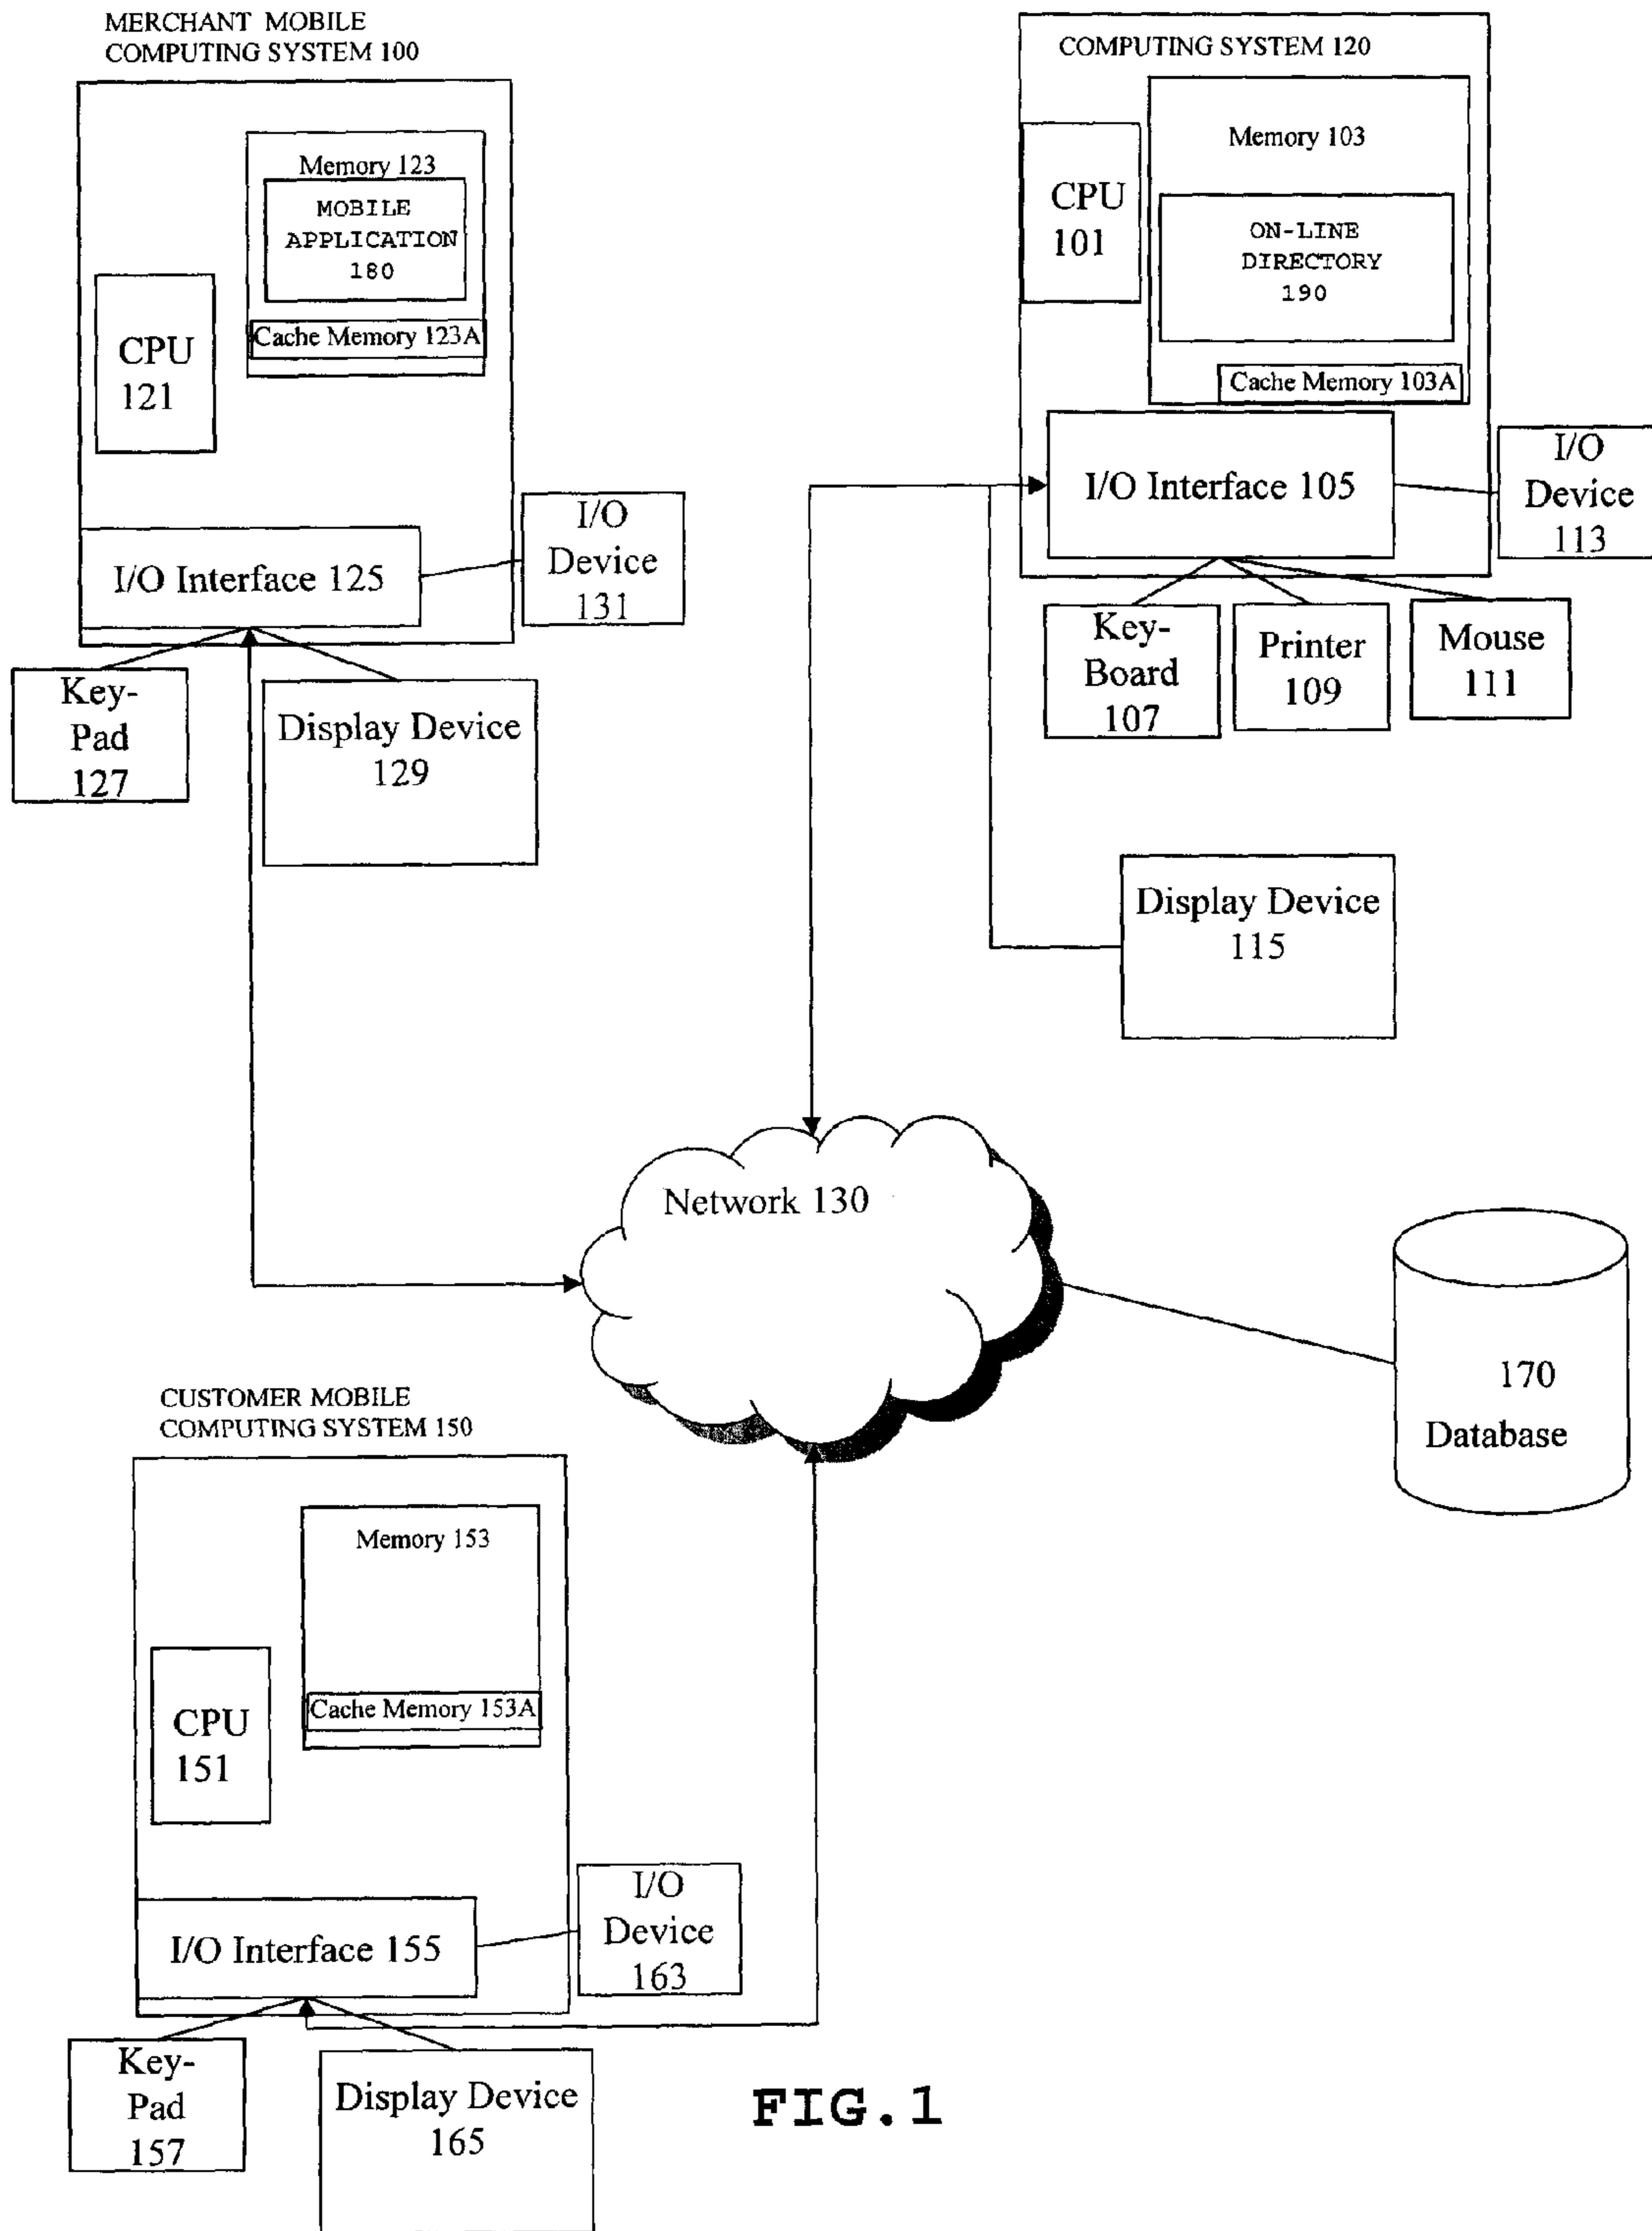 MERCHANT MOBILE
COMPUTING SYSTEM 100
Memory 123
MOBILE
APPLICATION
180
Cache Memory 123A
CPU
121
I/O Interface 125
I/O
Device
131
Key-
Pad
127
Display Device
129
COMPUTING SYSTEM 120
Memory 103
CPU
101
ON-LINE
DIRECTORY
190
Cache Memory 103A
I/O Interface 105
I/O
Device
113
Key-
Board
107
Printer
109
Mouse
111
Display Device
115
Network 130
170
Database
CUSTOMER MOBILE
COMPUTING SYSTEM 150
Memory 153
Cache Memory 153A
CPU
151
I/O Interface 155
I/O
Device
163
Key-
Pad
157
Display Device
165
FIG.1